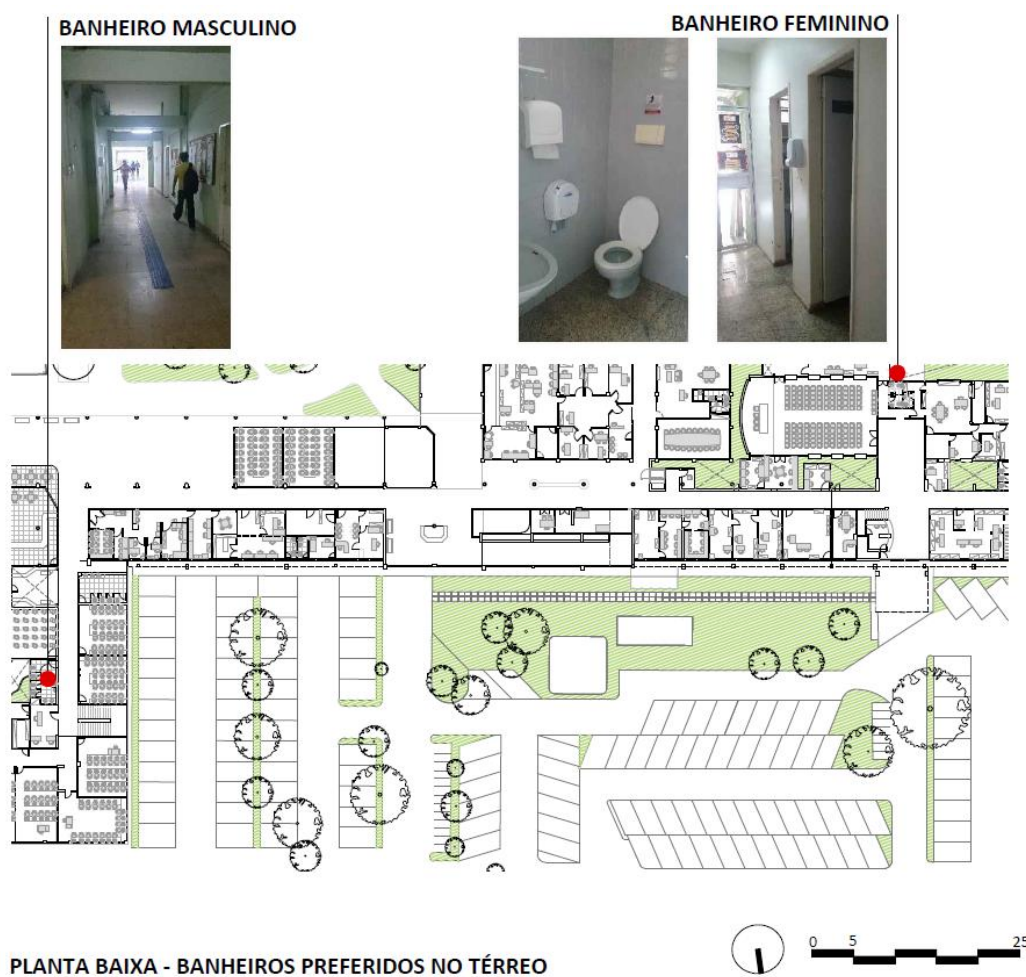 BANHEIRO MASCULINO
BANHEIRO FEMININO
PLANTA BAIXA - BANHEIROS PREFERIDOS NO TÉRREO
0 5 25